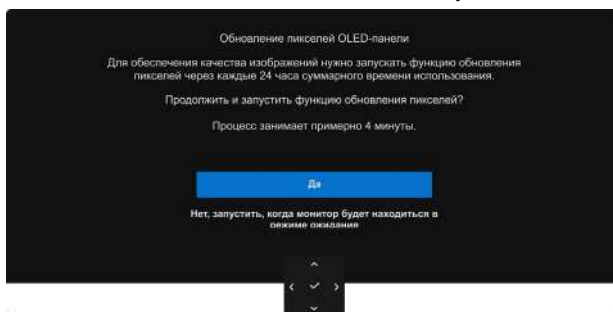 Обновление пикселей OLED-панели
Для обеспечения качества изображений нужно запускать функцию обновления
пикселей через каждые 24 часа суммарного времени использования.
Продолжить и запустить функцию обновления пикселей?
Процесс занимает примерно 4 минуты.
Да
Нет, запустить, когда монитор будет находиться в
режиме ожидания